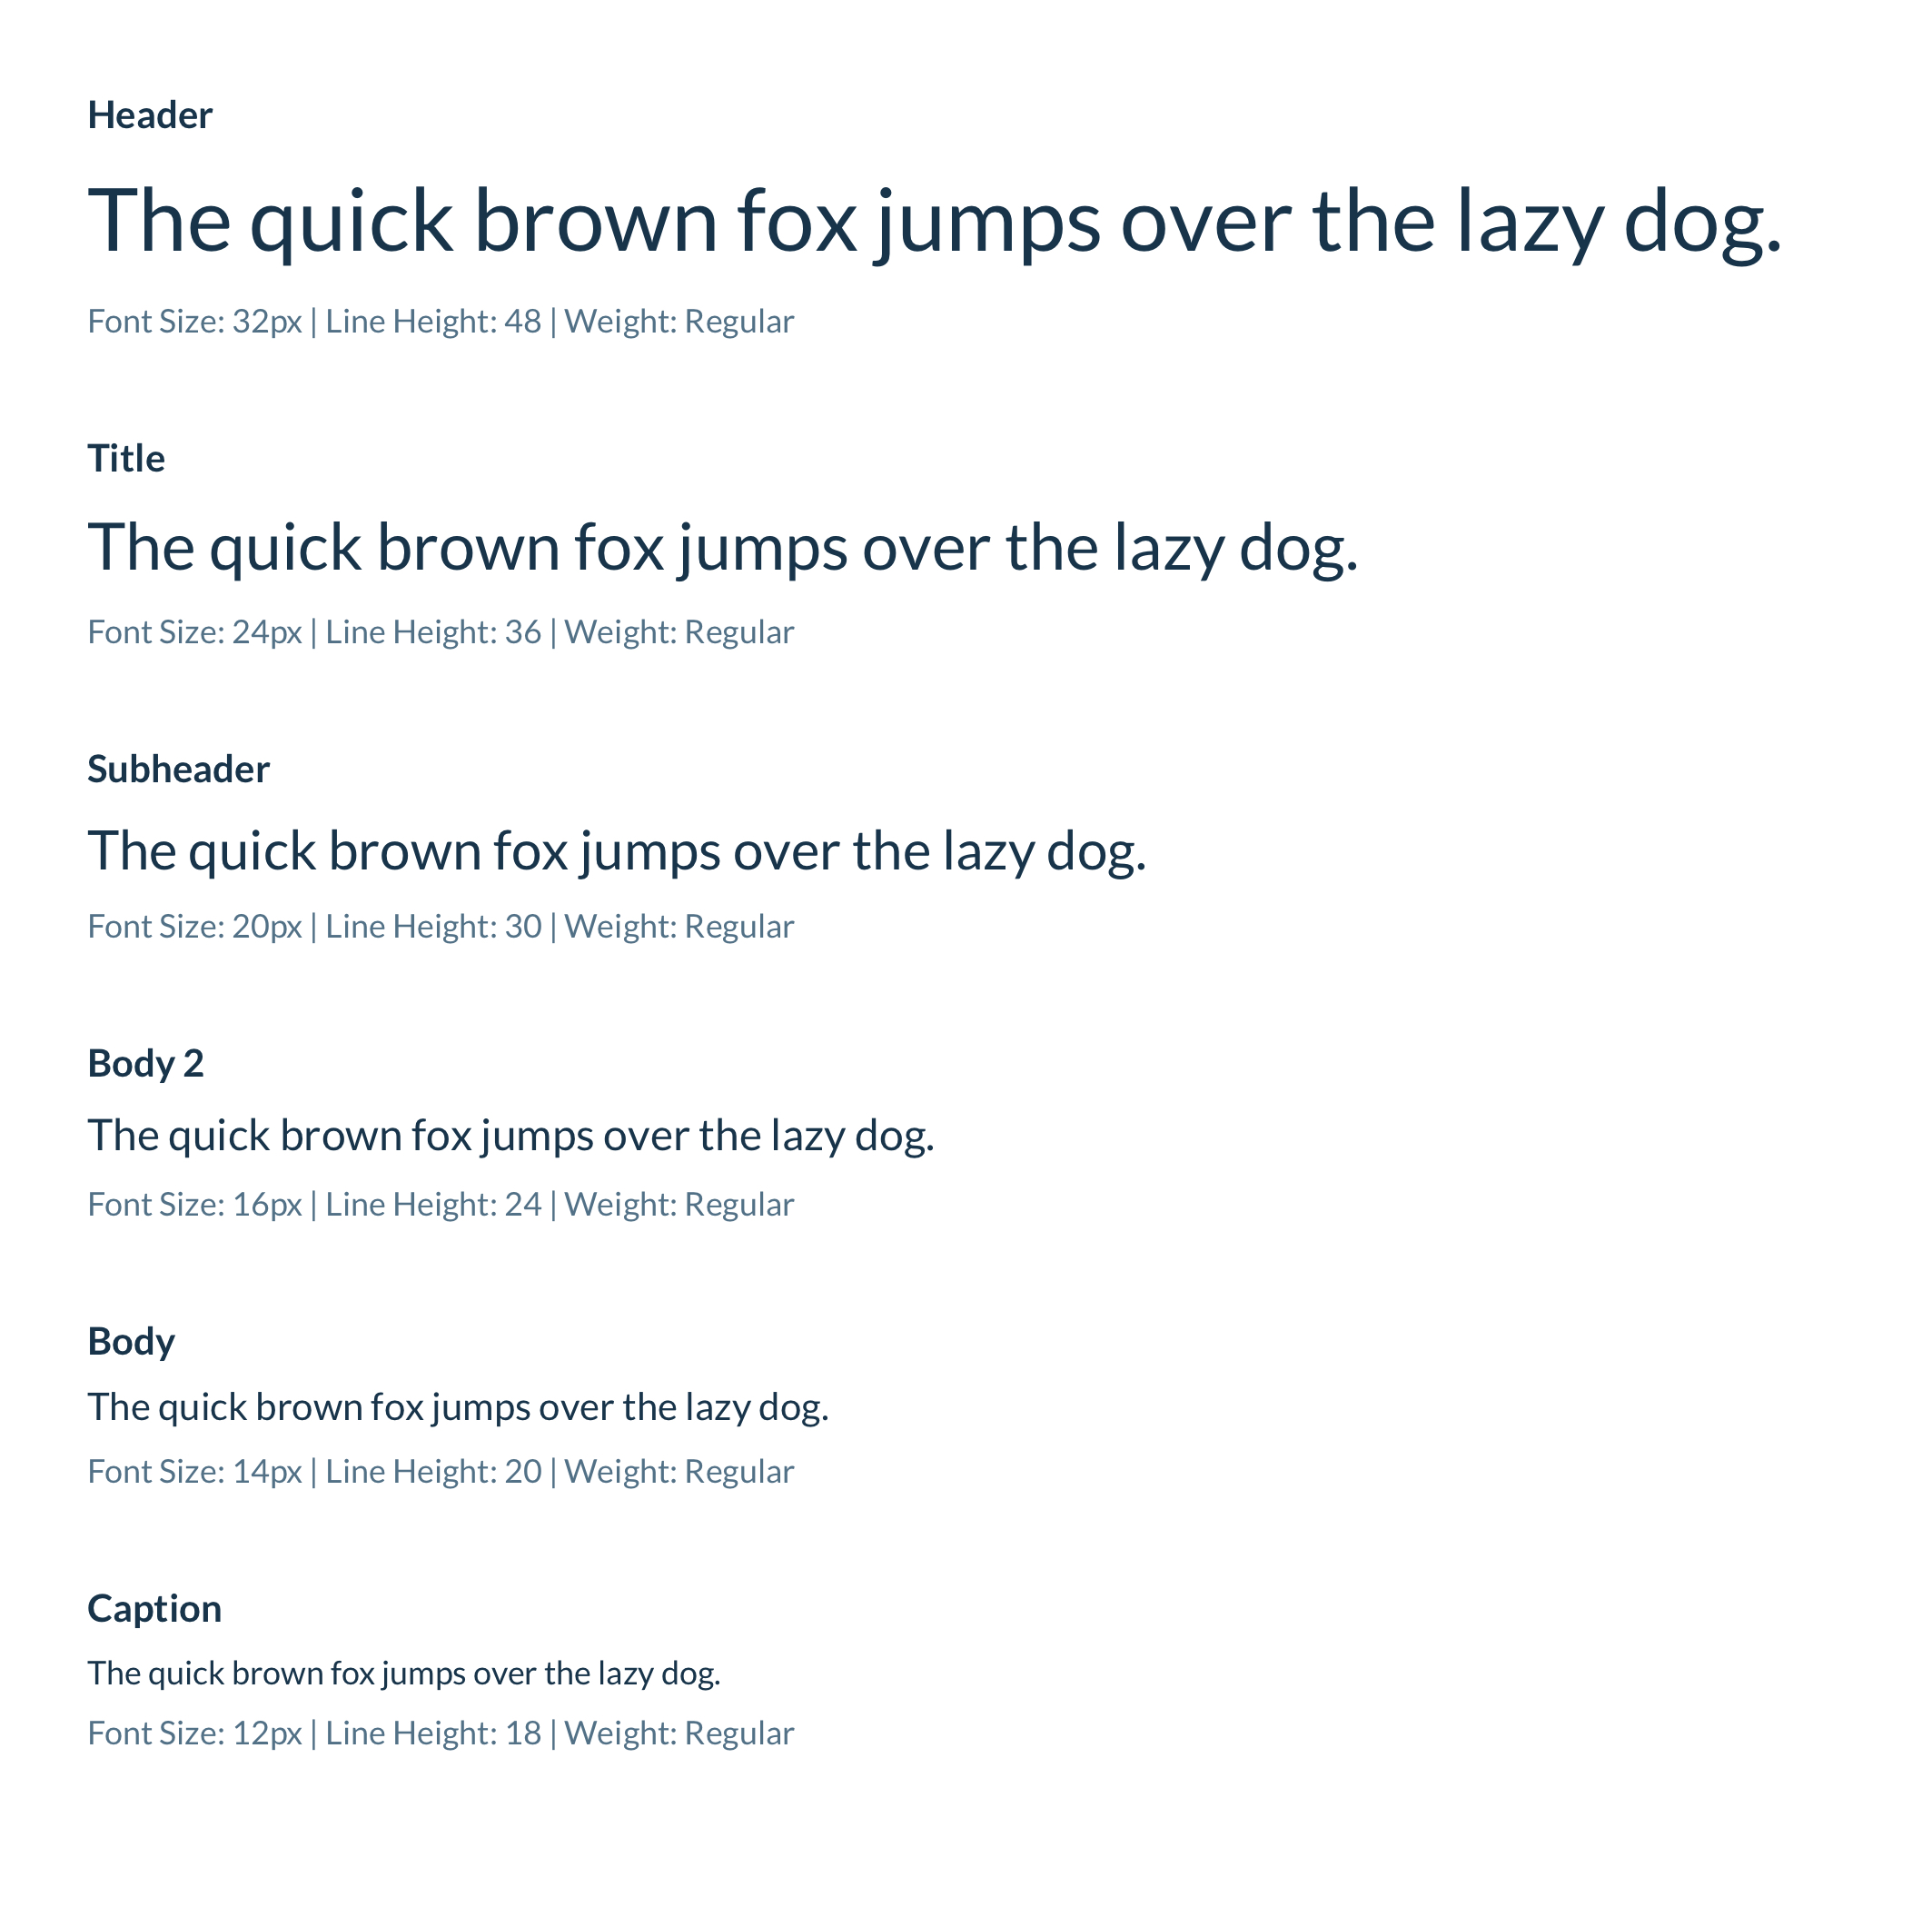 Header
The quick brown fox jumps over the lazy dog.
Font Size: 32px | Line Height: 48 | Weight: Regular
Title
The quick brown fox jumps over the lazy dog.
Font Size: 24px | Line Height: 36 | Weight: Regular
Subheader
The quick brown fox jumps over the lazy dog.
Font Size: 20px | Line Height: 30 | Weight: Regular
Body 2
The quick brown fox jumps over the lazy dog.
Font Size: 16px | Line Height: 24 | Weight: Regular
Body
The quick brown fox jumps over the lazy dog.
Font Size: 14px | Line Height: 20 | Weight: Regular
Caption
The quick brown fox jumps over the lazy dog.
Font Size: 12px | Line Height: 18 | Weight: Regular